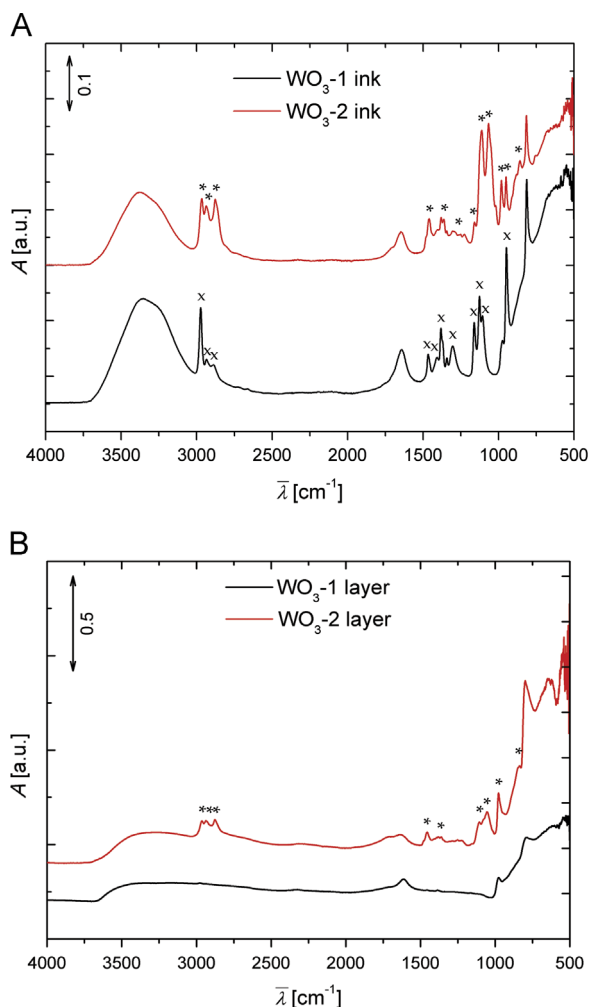 A
0.1
WO₃-1 ink
WO₃-2 ink
* * * * * * * * * * * * *
x x x x x x x x x x x x
A [a.u.]
4000 3500 3000 2500 2000 1500 1000 500
λ̅ [cm⁻¹]
B
0.5
WO₃-1 layer
WO₃-2 layer
* * * * * * * * *
A [a.u.]
4000 3500 3000 2500 2000 1500 1000 500
λ̅ [cm⁻¹]